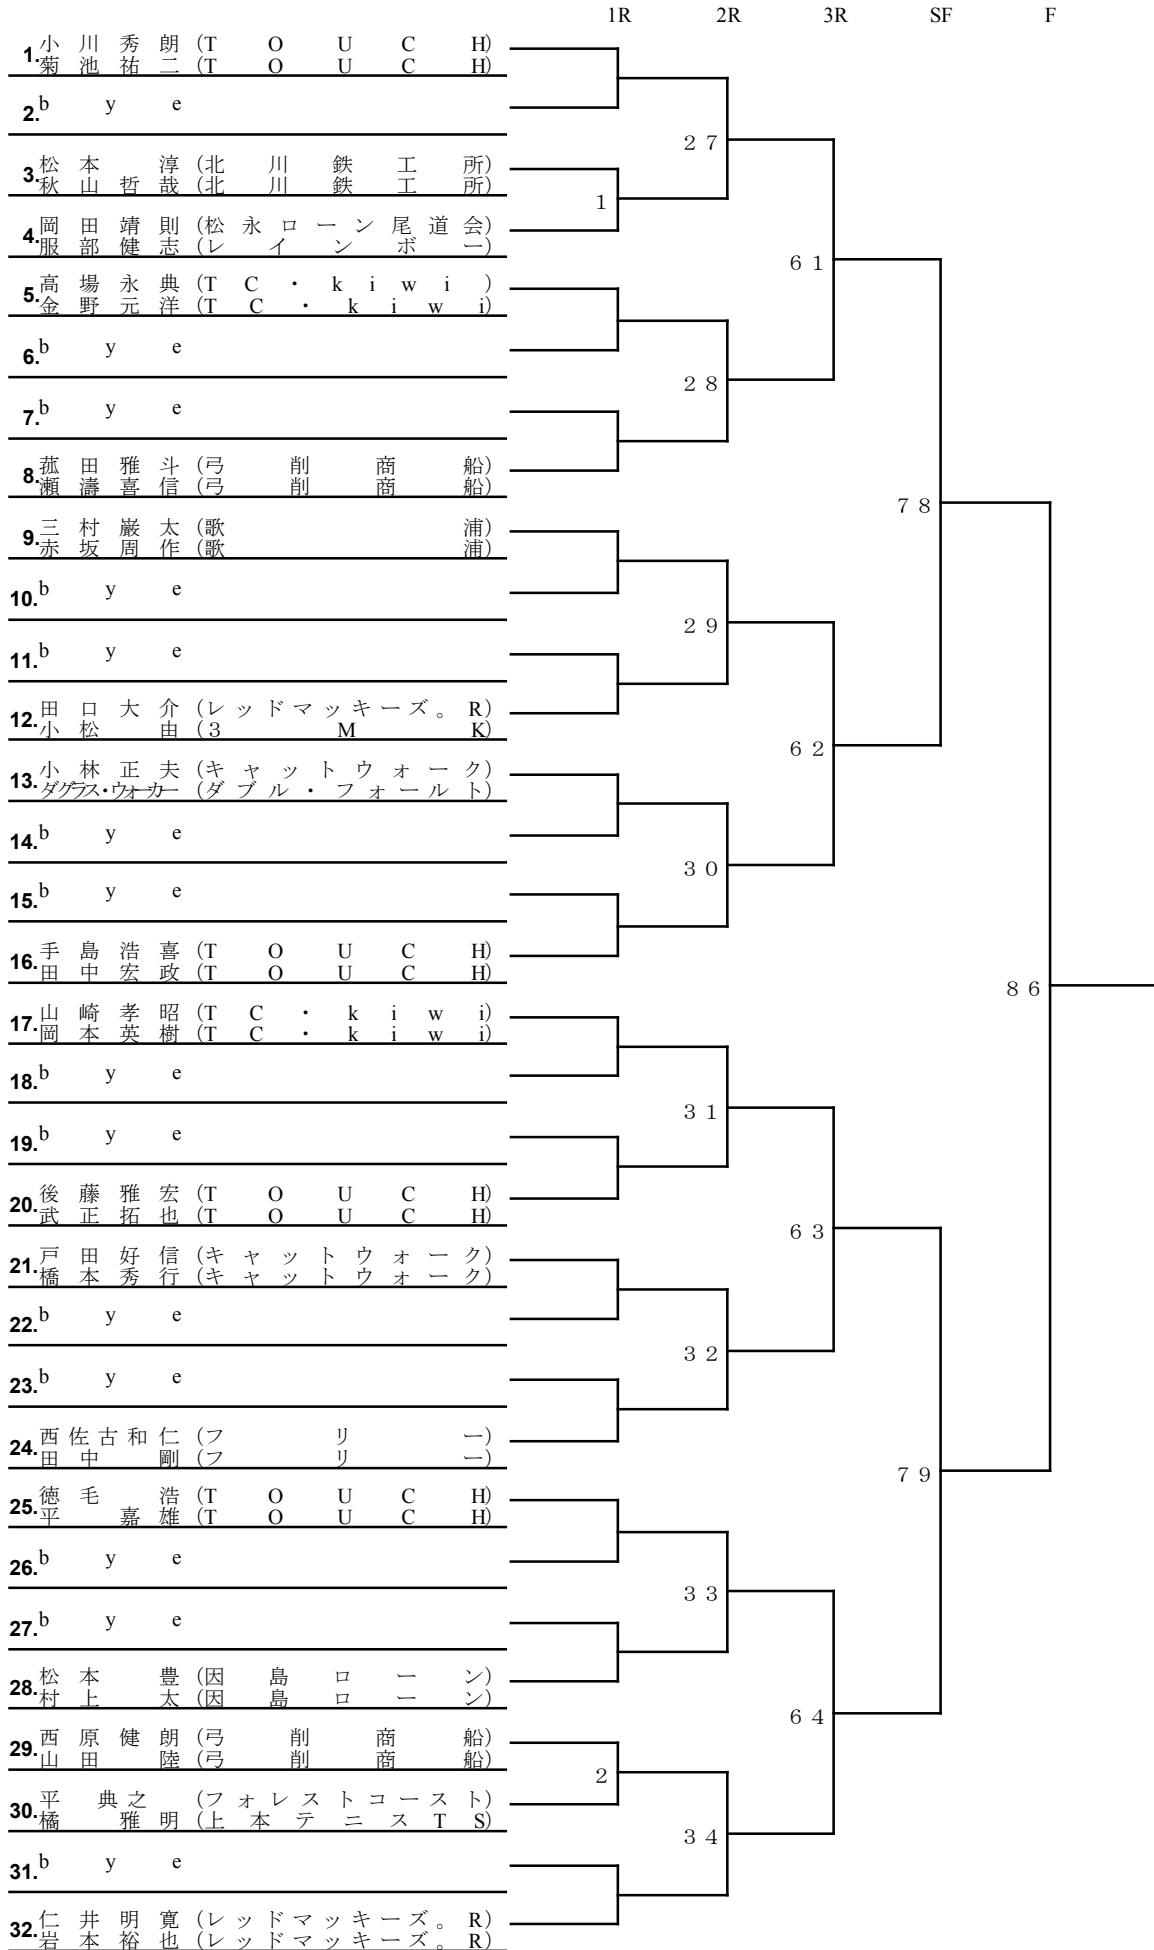 1R 2R 3R SF F
1. 小川秀朗 (TOUCH)
菊池祐二 (TOUCH)
2. bye
27
3. 松本 淳 (北川鉄工所)
秋山哲哉 (北川鉄工所)
1
4. 岡田靖則 (松永ローン尾道会)
服部健志 (レインボー)
61
5. 高場永典 (TC・kiwi)
金野元洋 (TC・kiwi)
6. bye
28
7. bye
8. 菰田雅斗 (弓削商船)
瀬濤喜信 (弓削商船)
78
9. 三村巌太 (歌浦)
赤坂周作 (歌浦)
10. bye
29
11. bye
12. 田口大介 (レッドマッキーズ。R)
小松 由 (3MK)
62
13. 小林正夫 (キャットウォーク)
ダグラス・ウォーカー (ダブル・フォールト)
14. bye
30
15. bye
16. 手島浩喜 (TOUCH)
田中宏政 (TOUCH)
86
17. 山崎孝昭 (TC・kiwi)
岡本英樹 (TC・kiwi)
18. bye
31
19. bye
20. 後藤雅宏 (TOUCH)
武正拓也 (TOUCH)
63
21. 戸田好信 (キャットウォーク)
橋本秀行 (キャットウォーク)
22. bye
32
23. bye
24. 西佐古和仁 (フリー)
田中 剛 (フリー)
79
25. 徳毛 浩 (TOUCH)
平 嘉雄 (TOUCH)
26. bye
33
27. bye
28. 松本 豊 (因島ローン)
村上 太 (因島ローン)
64
29. 西原健朗 (弓削商船)
山田 陸 (弓削商船)
2
30. 平 典之 (フォレストコースト)
橘 雅明 (上本テニスTS)
34
31. bye
32. 仁井明寛 (レッドマッキーズ。R)
岩本裕也 (レッドマッキーズ。R)